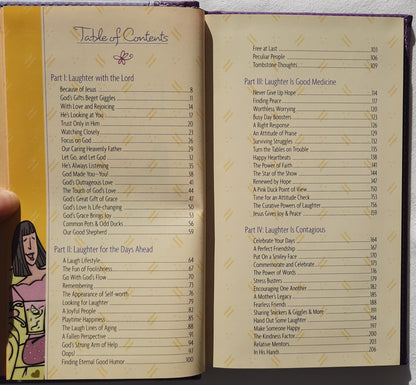 Table of Contents
Part I: Laughter with the Lord
Because of Jesus 8
God's Gifts Beget Giggles 11
With Love and Rejoicing 14
He's Looking at You 17
Trust Only in Him 20
Watching Closely 23
Focus on God 26
Our Caring Heavenly Father 29
Let Go, and Let God 32
He's Always Listening 35
God Made You—You! 38
God's Outrageous Love 41
The Touch of God's Love 44
God's Great Gift of Grace 47
God's Love Is Life-changing 50
God's Grace Brings Joy 53
Common Pots & Odd Ducks 56
Our Good Shepherd 59
Part II: Laughter for the Days Ahead
A Laugh Lifestyle 64
The Fun of Foolishness 67
Go With God's Flow 70
Remembering 73
The Appearance of Self-worth 76
Looking for Laughter 79
A Joyful People 82
Playtime Happiness 85
The Laugh Lines of Aging 88
A Fallen Perspective 91
God's Strong Arm of Help 94
Oops! 97
Finding Eternal Good Humor 100
Free at Last 103
Peculiar People 106
Tombstone Thoughts 109
Part III: Laughter Is Good Medicine
Never Give Up Hope 114
Finding Peace 117
Worthless Worrying 120
Busy Day Boosters 123
A Right Response 126
An Attitude of Praise 129
Surviving Struggles 132
Turn the Tables on Trouble 135
Happy Heartbeats 138
The Power of Faith 141
The Star of the Show 144
Renewed by Hope 147
A Pink Duck Point of View 150
Time for an Attitude Check 153
The Curative Powers of Laughter 156
Jesus Gives Joy & Peace 159
Part IV: Laughter Is Contagious
Celebrate Your Days 164
A Perfect Friendship 167
Put On a Smiley Face 170
Commemorate and Celebrate 173
The Power of Words 176
Stress Busters 179
Encouraging One Another 182
A Mother's Legacy 185
Fearless Friends 188
Sharing Snickers & Giggles & More 191
Hand Out Some Laughter 194
Make Someone Happy 197
The Kindness Factor 200
Relative Mentors 203
In His Hands 206